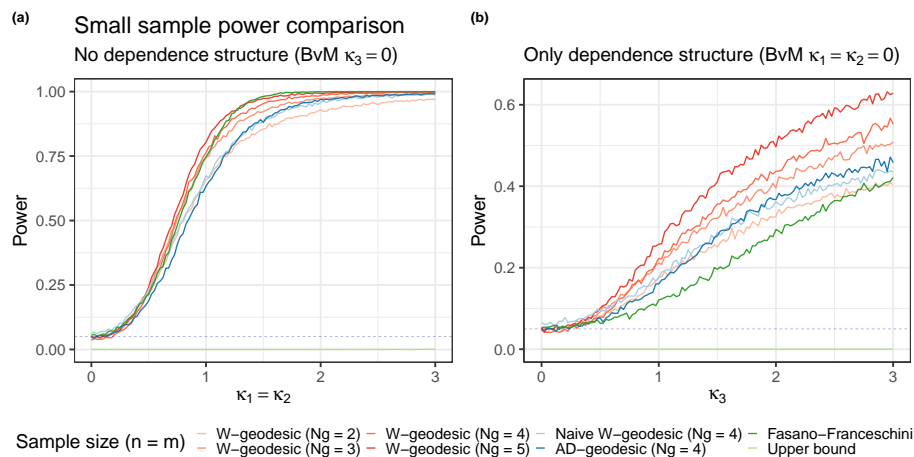 (a)
Small sample power comparison
No dependence structure (BvM κ3 = 0)
Power
1.00
0.75
0.50
0.25
0.00
0 1 2 3
κ1 = κ2
(b)
Only dependence structure (BvM κ1 = κ2 = 0)
Power
0.6
0.4
0.2
0.0
0 1 2 3
κ3
Sample size (n = m)
W−geodesic (Ng = 2) W−geodesic (Ng = 4) Naive W−geodesic (Ng = 4) Fasano−Franceschini
W−geodesic (Ng = 3) W−geodesic (Ng = 5) AD−geodesic (Ng = 4) Upper bound